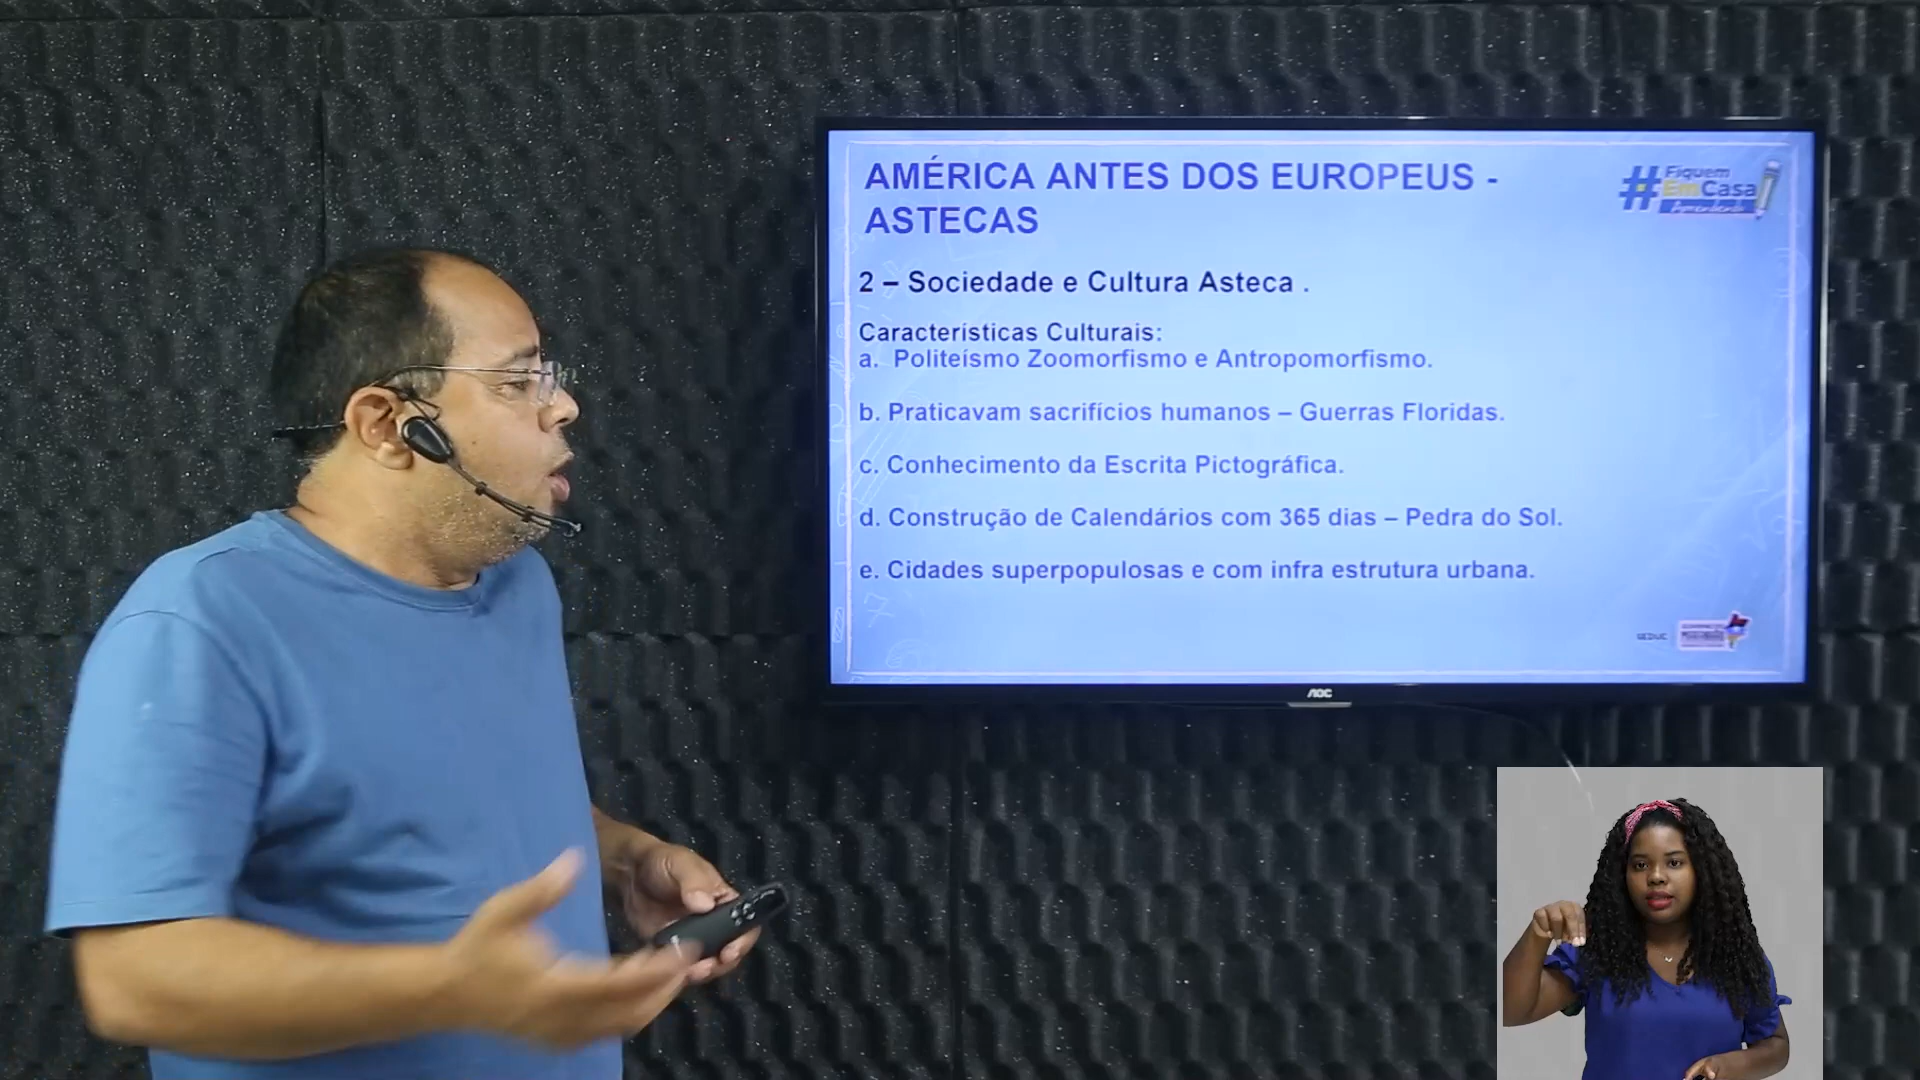 AMÉRICA ANTES DOS EUROPEUS -
ASTECAS
#Fiquem
EmCasa
Aprendendo
2 – Sociedade e Cultura Asteca .
Características Culturais:
a. Politeísmo Zoomorfismo e Antropomorfismo.
b. Praticavam sacrifícios humanos – Guerras Floridas.
c. Conhecimento da Escrita Pictográfica.
d. Construção de Calendários com 365 dias – Pedra do Sol.
e. Cidades superpopulosas e com infra estrutura urbana.
SEDUC
AOC